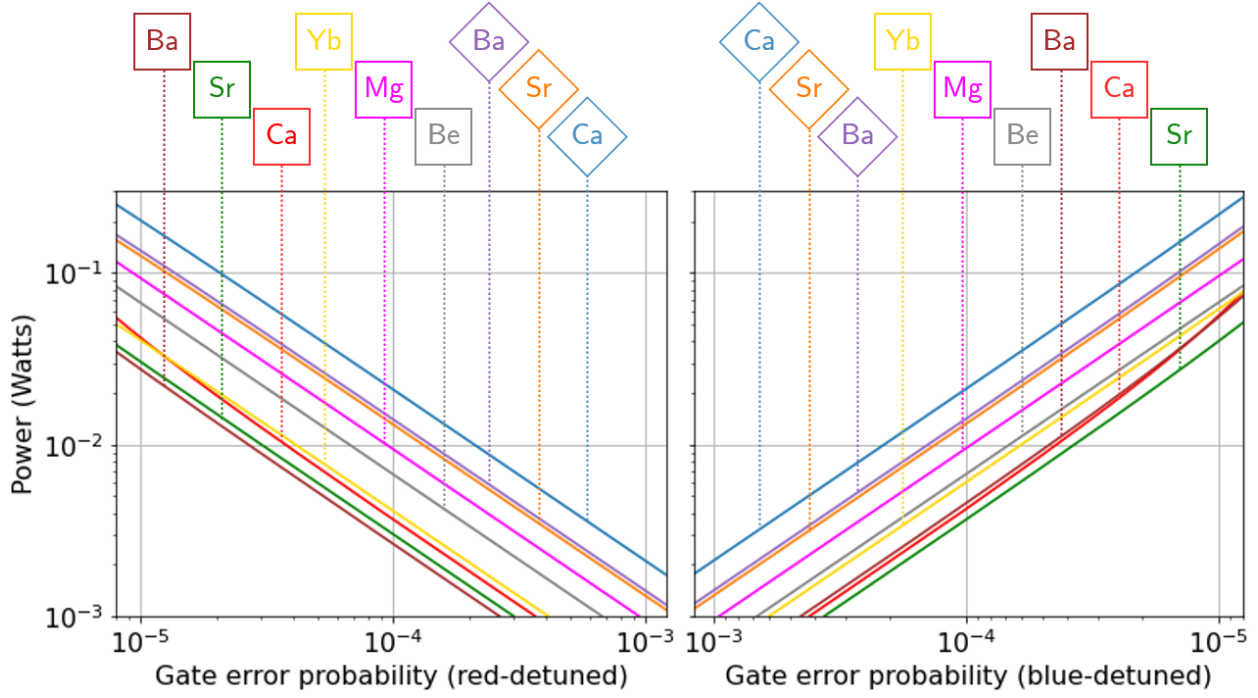 Ba Yb Ba Ca Yb Ba
Sr Mg Sr Sr Mg Ca
Ca Be Ca Ba Be Sr
Power (Watts)
10⁻¹
10⁻²
10⁻³
10⁻⁵ 10⁻⁴ 10⁻³ 10⁻³ 10⁻⁴ 10⁻⁵
Gate error probability (red-detuned) Gate error probability (blue-detuned)